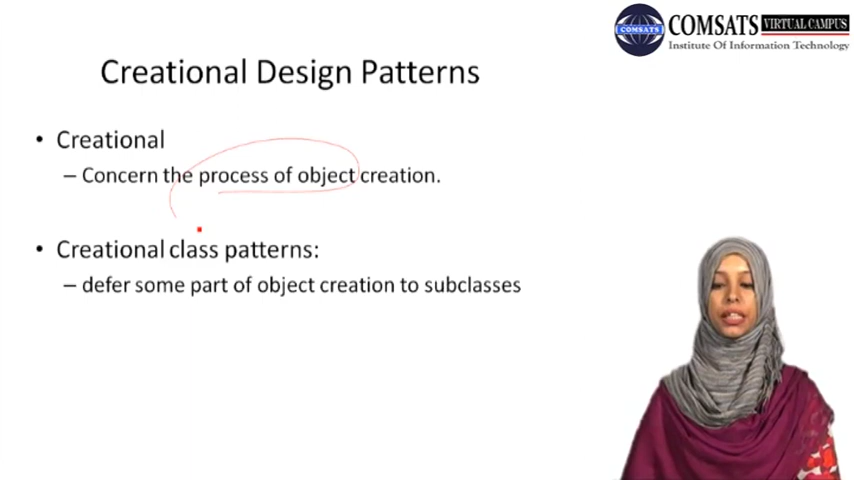 COMSATS VIRTUAL CAMPUS
COMSATS
Institute Of Information Technology
Creational Design Patterns
• Creational
– Concern the process of object creation.
• Creational class patterns:
– defer some part of object creation to subclasses